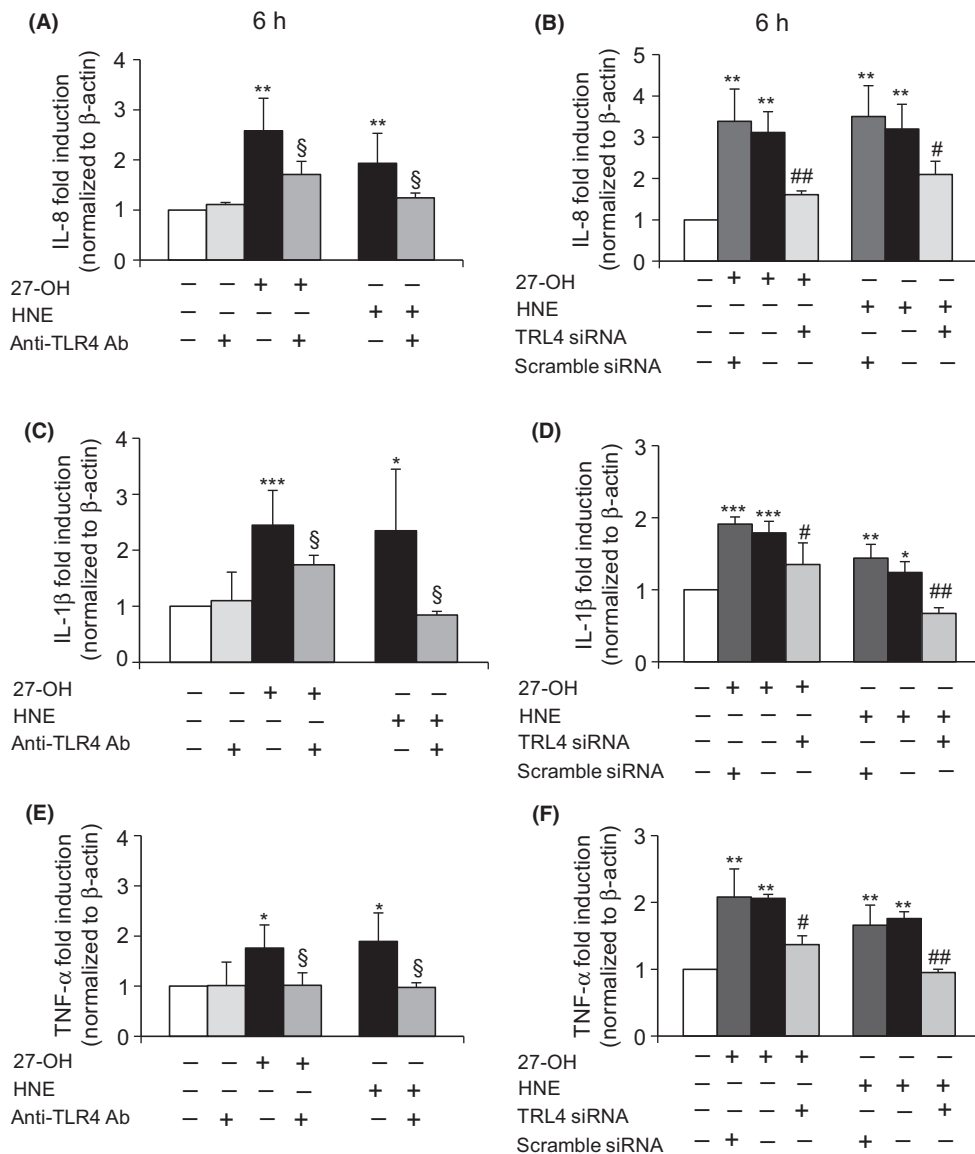 (A)
6 h
IL-8 fold induction
(normalized to β-actin)
4
3
2
1
0
**
§
**
§
27-OH – – + + – –
HNE – – – – + +
Anti-TLR4 Ab – + – + – +
(B)
6 h
IL-8 fold induction
(normalized to β-actin)
5
4
3
2
1
0
**
**
##
**
**
#
27-OH – + + + – – –
HNE – – – – + + +
TRL4 siRNA – – – + – – +
Scramble siRNA – + – – + – –
(C)
IL-1β fold induction
(normalized to β-actin)
4
3
2
1
0
***
§
*
§
27-OH – – + + – –
HNE – – – – + +
Anti-TLR4 Ab – + – + – +
(D)
IL-1β fold induction
(normalized to β-actin)
3
2
1
0
***
***
#
**
*
##
27-OH – + + + – – –
HNE – – – – + + +
TRL4 siRNA – – – + – – +
Scramble siRNA – + – – + – –
(E)
TNF-α fold induction
(normalized to β-actin)
4
3
2
1
0
*
§
*
§
27-OH – – + + – –
HNE – – – – + +
Anti-TLR4 Ab – + – + – +
(F)
TNF-α fold induction
(normalized to β-actin)
3
2
1
0
**
**
#
**
**
##
27-OH – + + + – – –
HNE – – – – + + +
TRL4 siRNA – – – + – – +
Scramble siRNA – + – – + – –